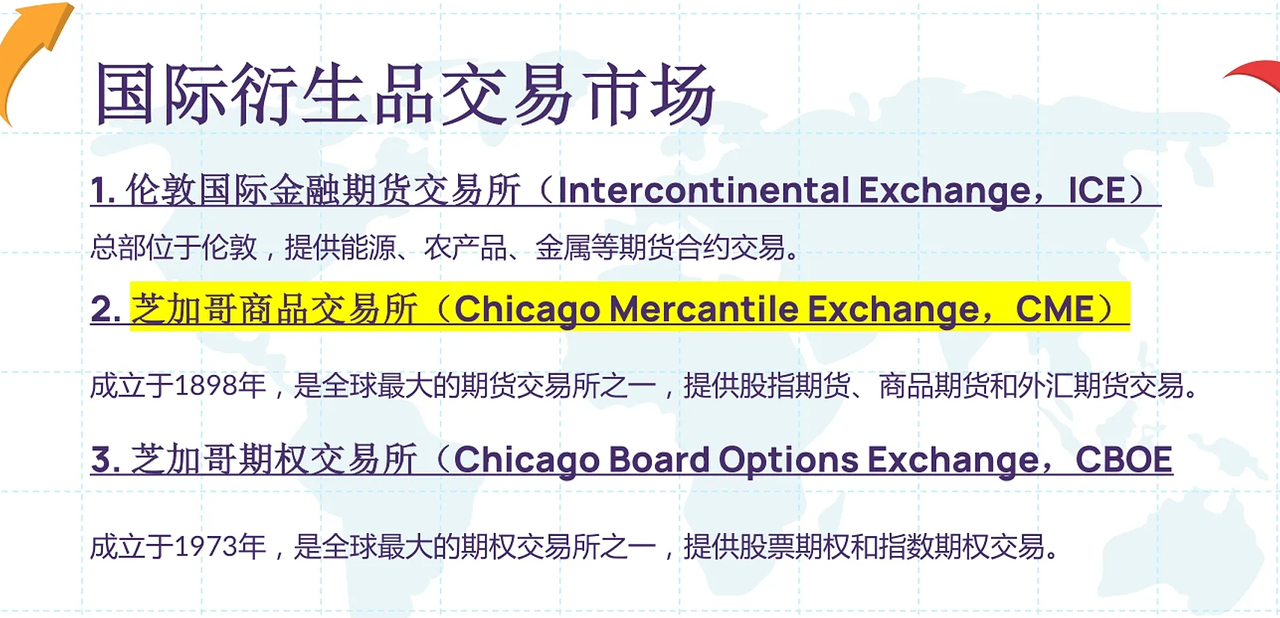 国际衍生品交易市场
1. 伦敦国际金融期货交易所（Intercontinental Exchange，ICE）
总部位于伦敦，提供能源、农产品、金属等期货合约交易。
2. 芝加哥商品交易所（Chicago Mercantile Exchange，CME）
成立于1898年，是全球最大的期货交易所之一，提供股指期货、商品期货和外汇期货交易。
3. 芝加哥期权交易所（Chicago Board Options Exchange，CBOE
成立于1973年，是全球最大的期权交易所之一，提供股票期权和指数期权交易。